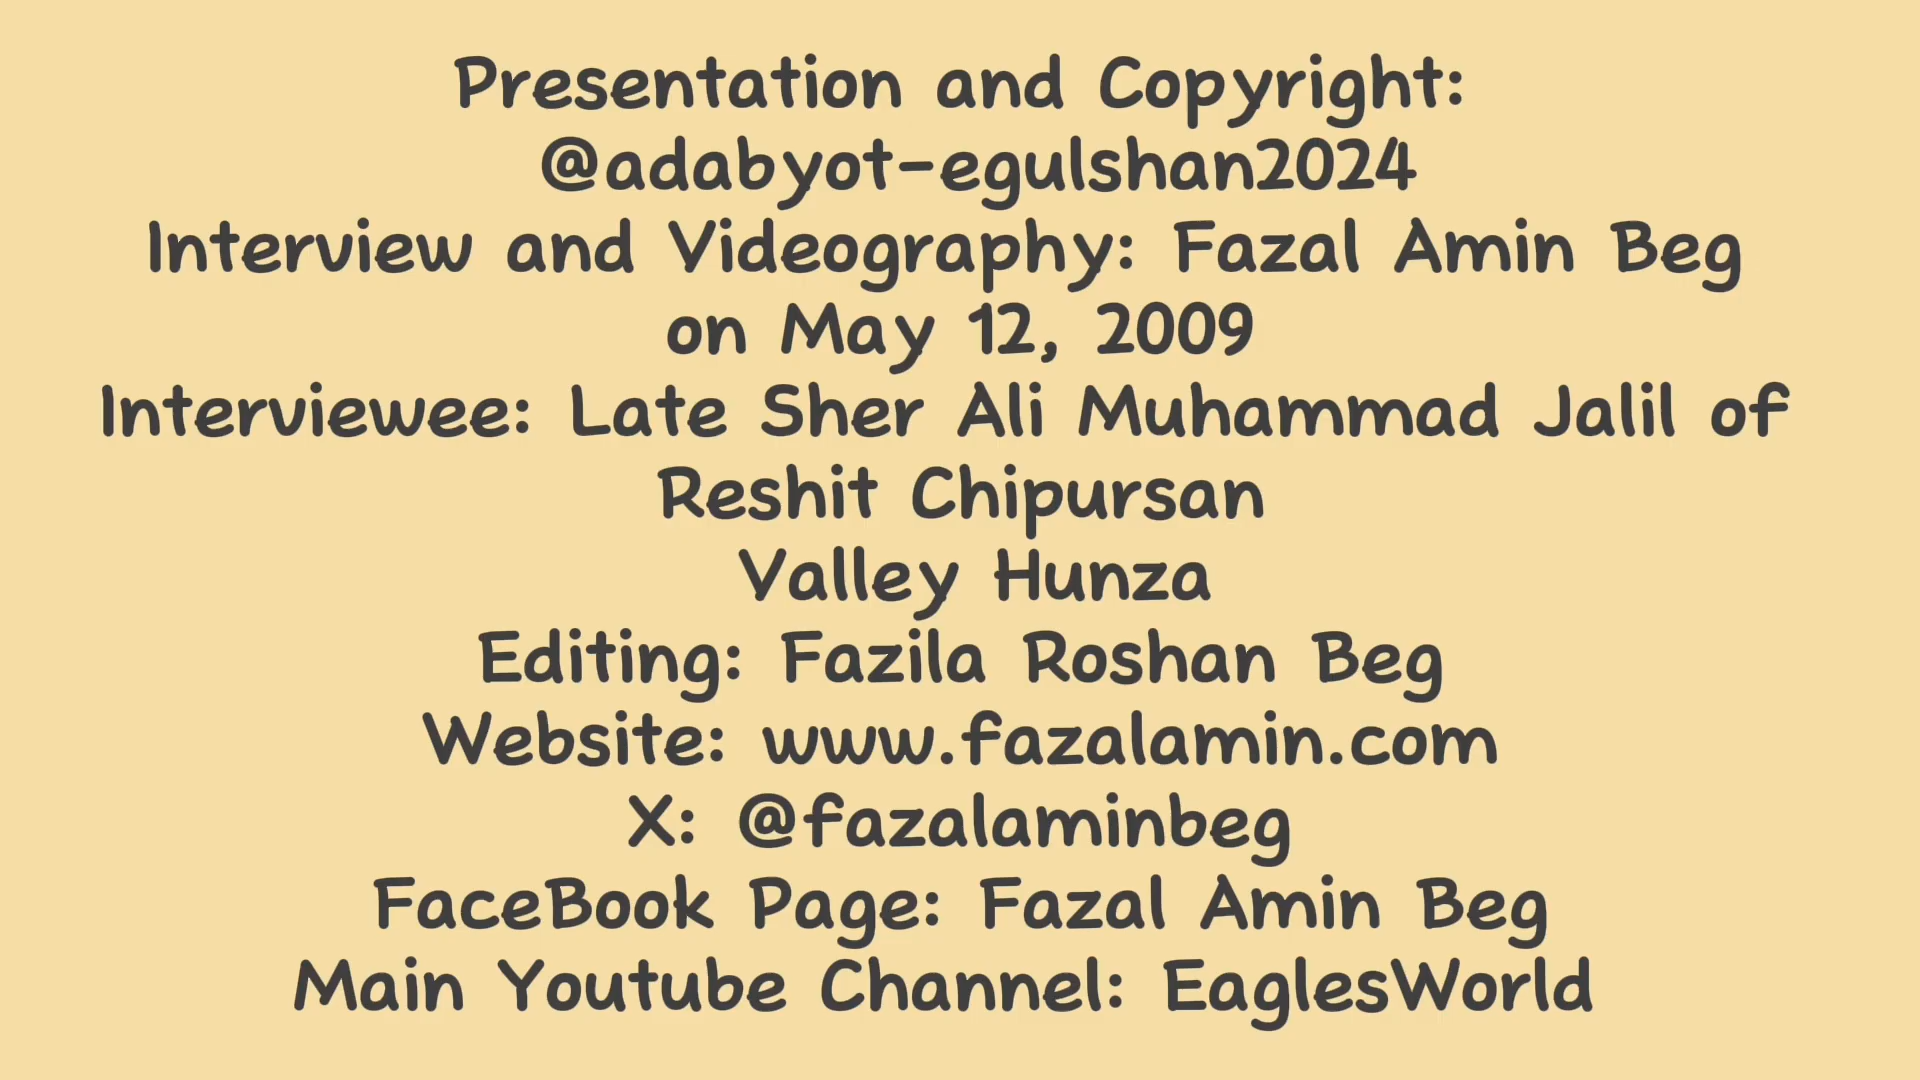 Presentation and Copyright:
@adabyot-egulshan2024
Interview and Videography: Fazal Amin Beg
on May 12, 2009
Interviewee: Late Sher Ali Muhammad Jalil of
Reshit Chipursan
Valley Hunza
Editing: Fazila Roshan Beg
Website: www.fazalamin.com
X: @fazalaminbeg
FaceBook Page: Fazal Amin Beg
Main Youtube Channel: EaglesWorld